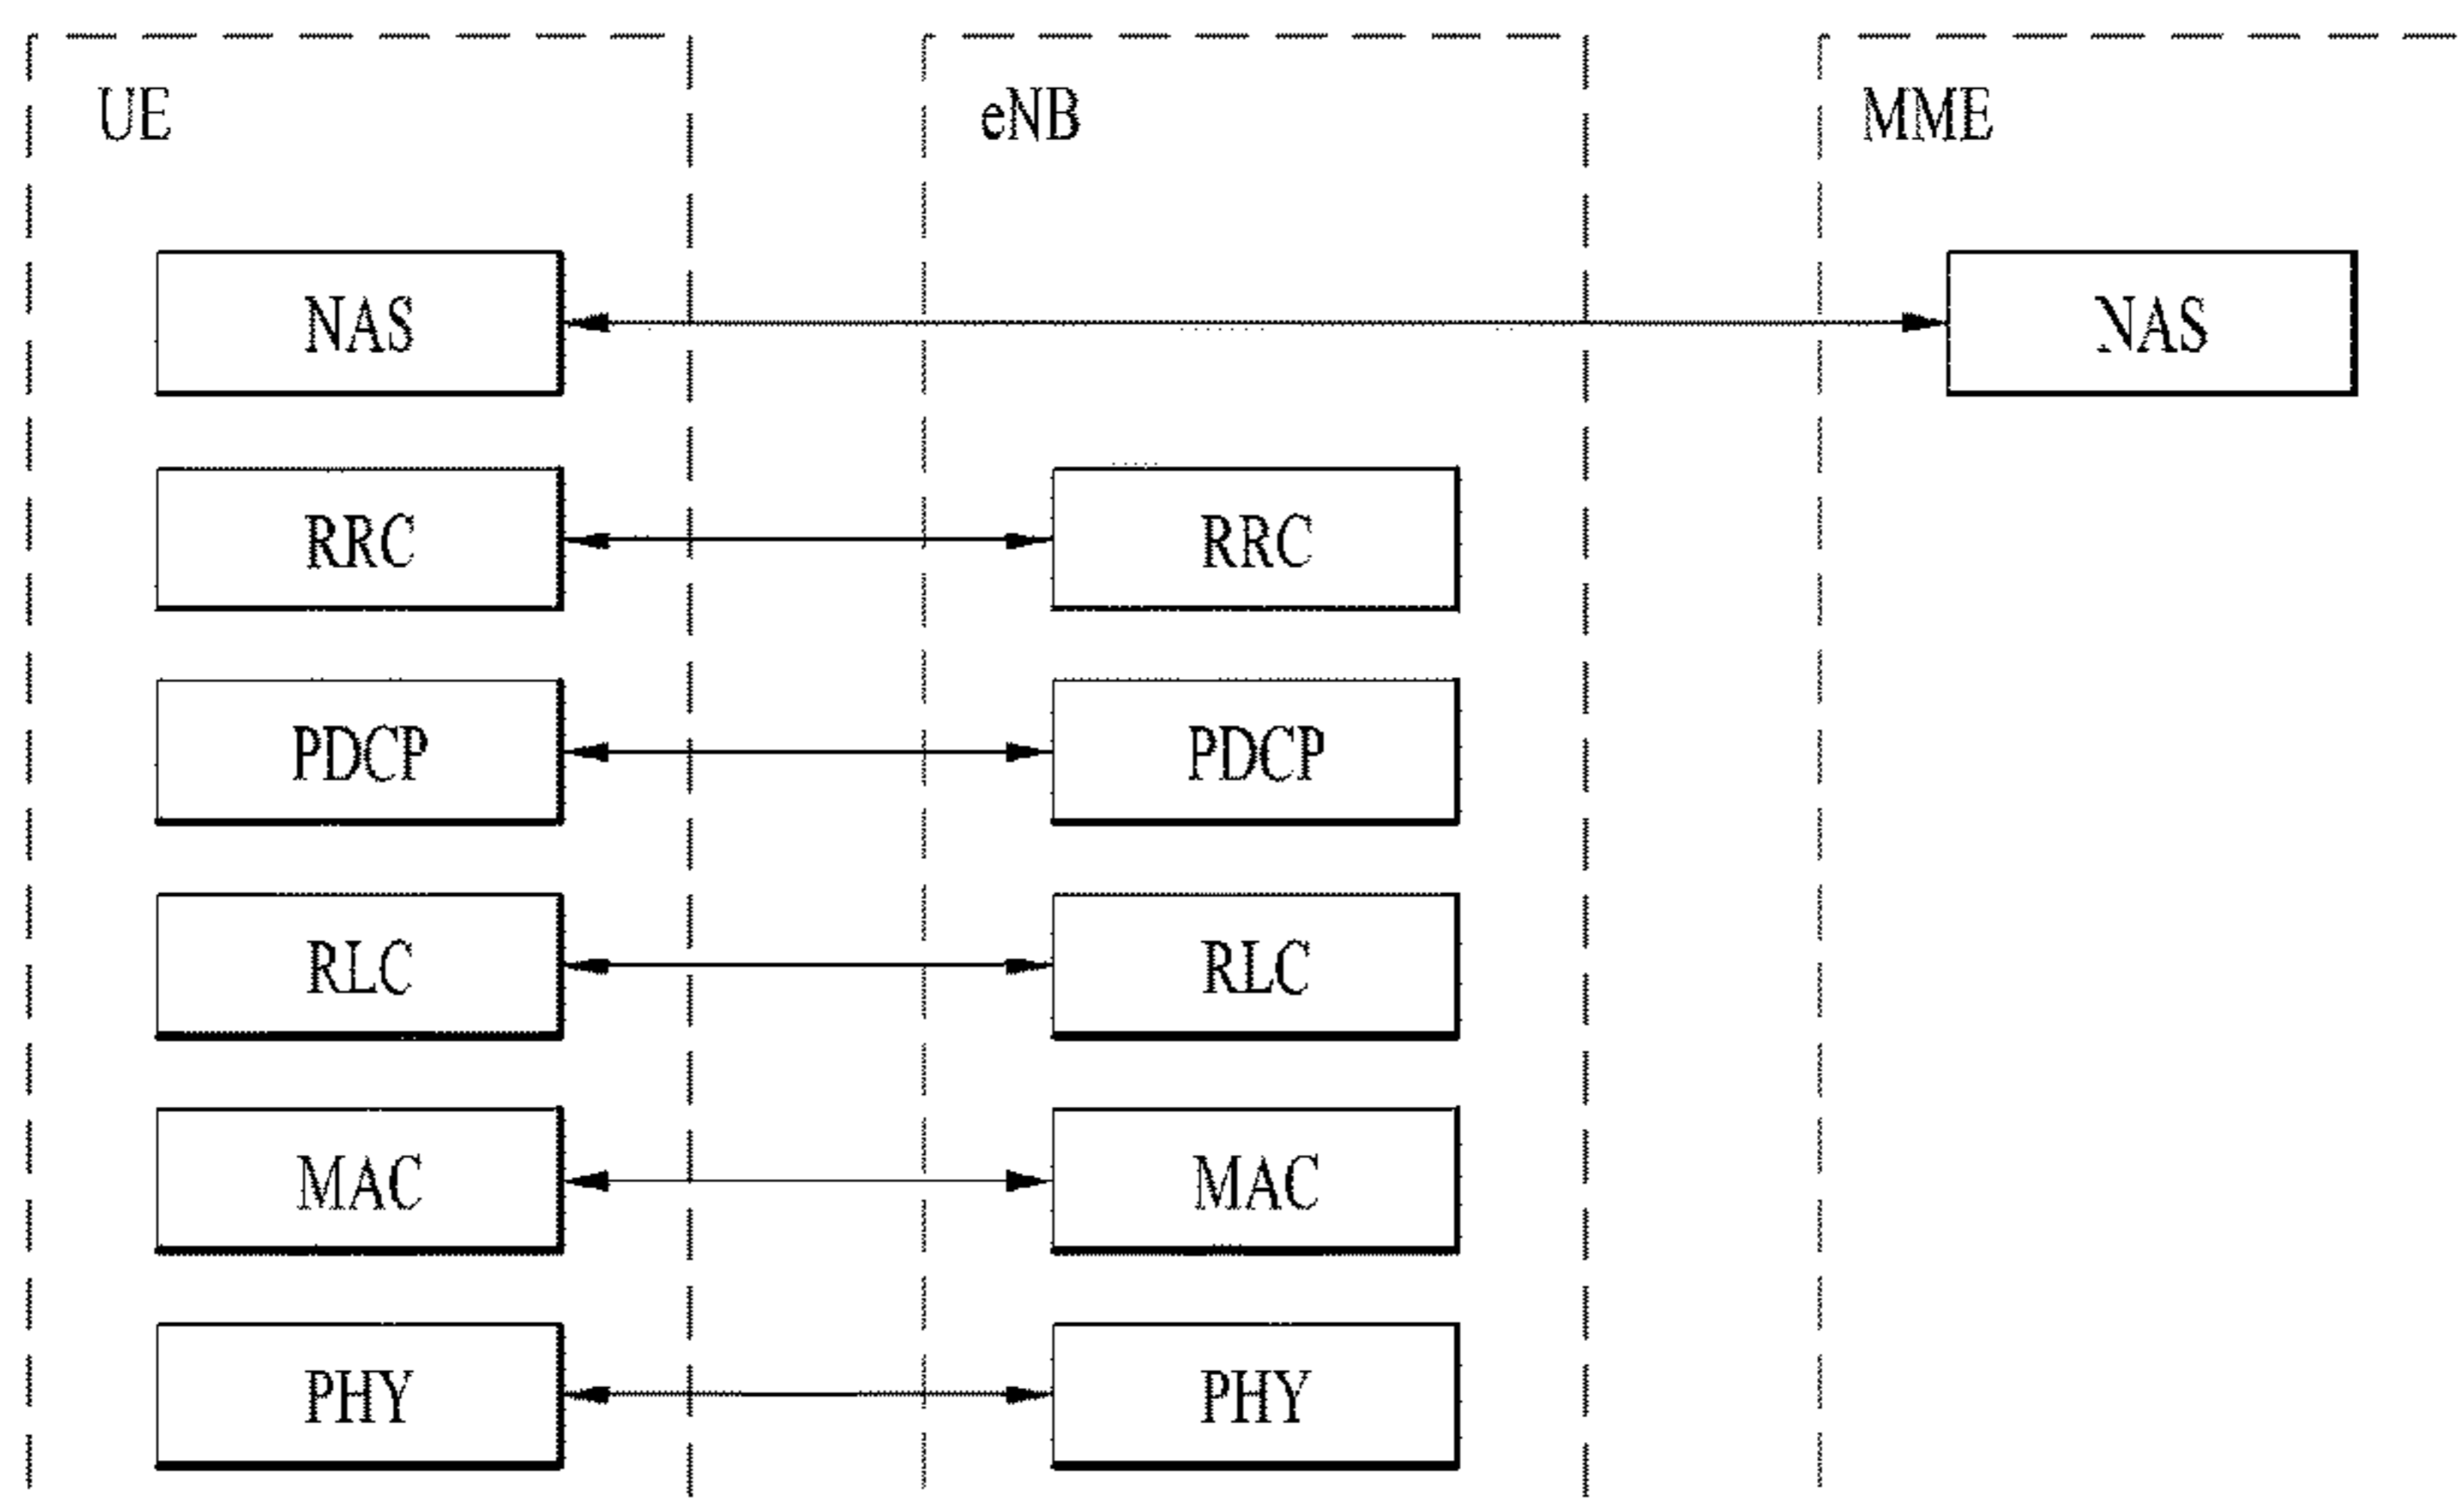 UE eNB MME
NAS NAS
RRC RRC
PDCP PDCP
RLC RLC
MAC MAC
PHY PHY